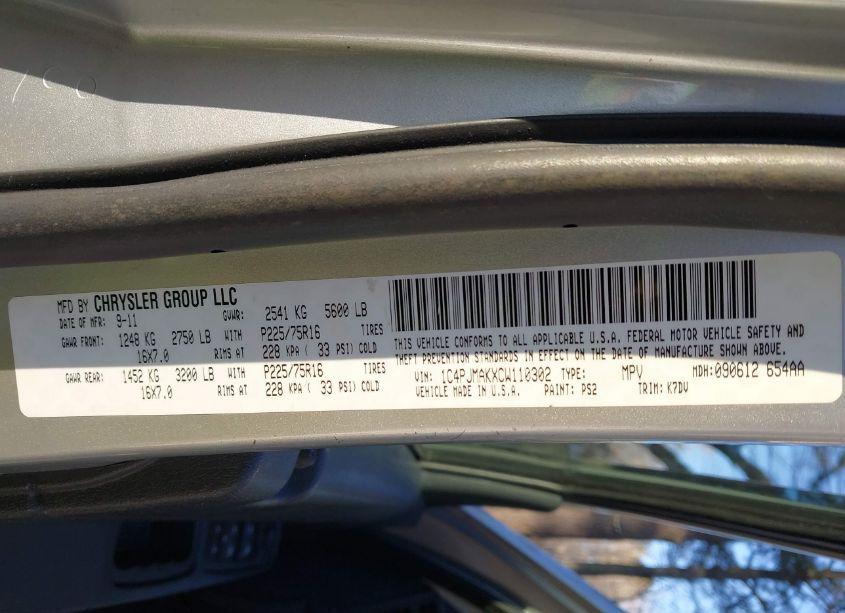 MFD BY CHRYSLER GROUP LLC
DATE OF MFR: 9-11 GVWR: 2541 KG 5600 LB
GAWR FRONT: 1248 KG 2750 LB WITH P225/75R16 TIRES
16X7.0 RIMS AT 228 KPA ( 33 PSI) COLD
GAWR REAR: 1452 KG 3200 LB WITH P225/75R16 TIRES
16X7.0 RIMS AT 228 KPA ( 33 PSI) COLD
THIS VEHICLE CONFORMS TO ALL APPLICABLE U.S.A. FEDERAL MOTOR VEHICLE SAFETY AND
THEFT PREVENTION STANDARDS IN EFFECT ON THE DATE OF MANUFACTURE SHOWN ABOVE.
VIN: 1C4PJMAKXCW110302 TYPE: MPV MDH:090612 654AA
VEHICLE MADE IN U.S.A. PAINT: PS2 TRIM: K7DV